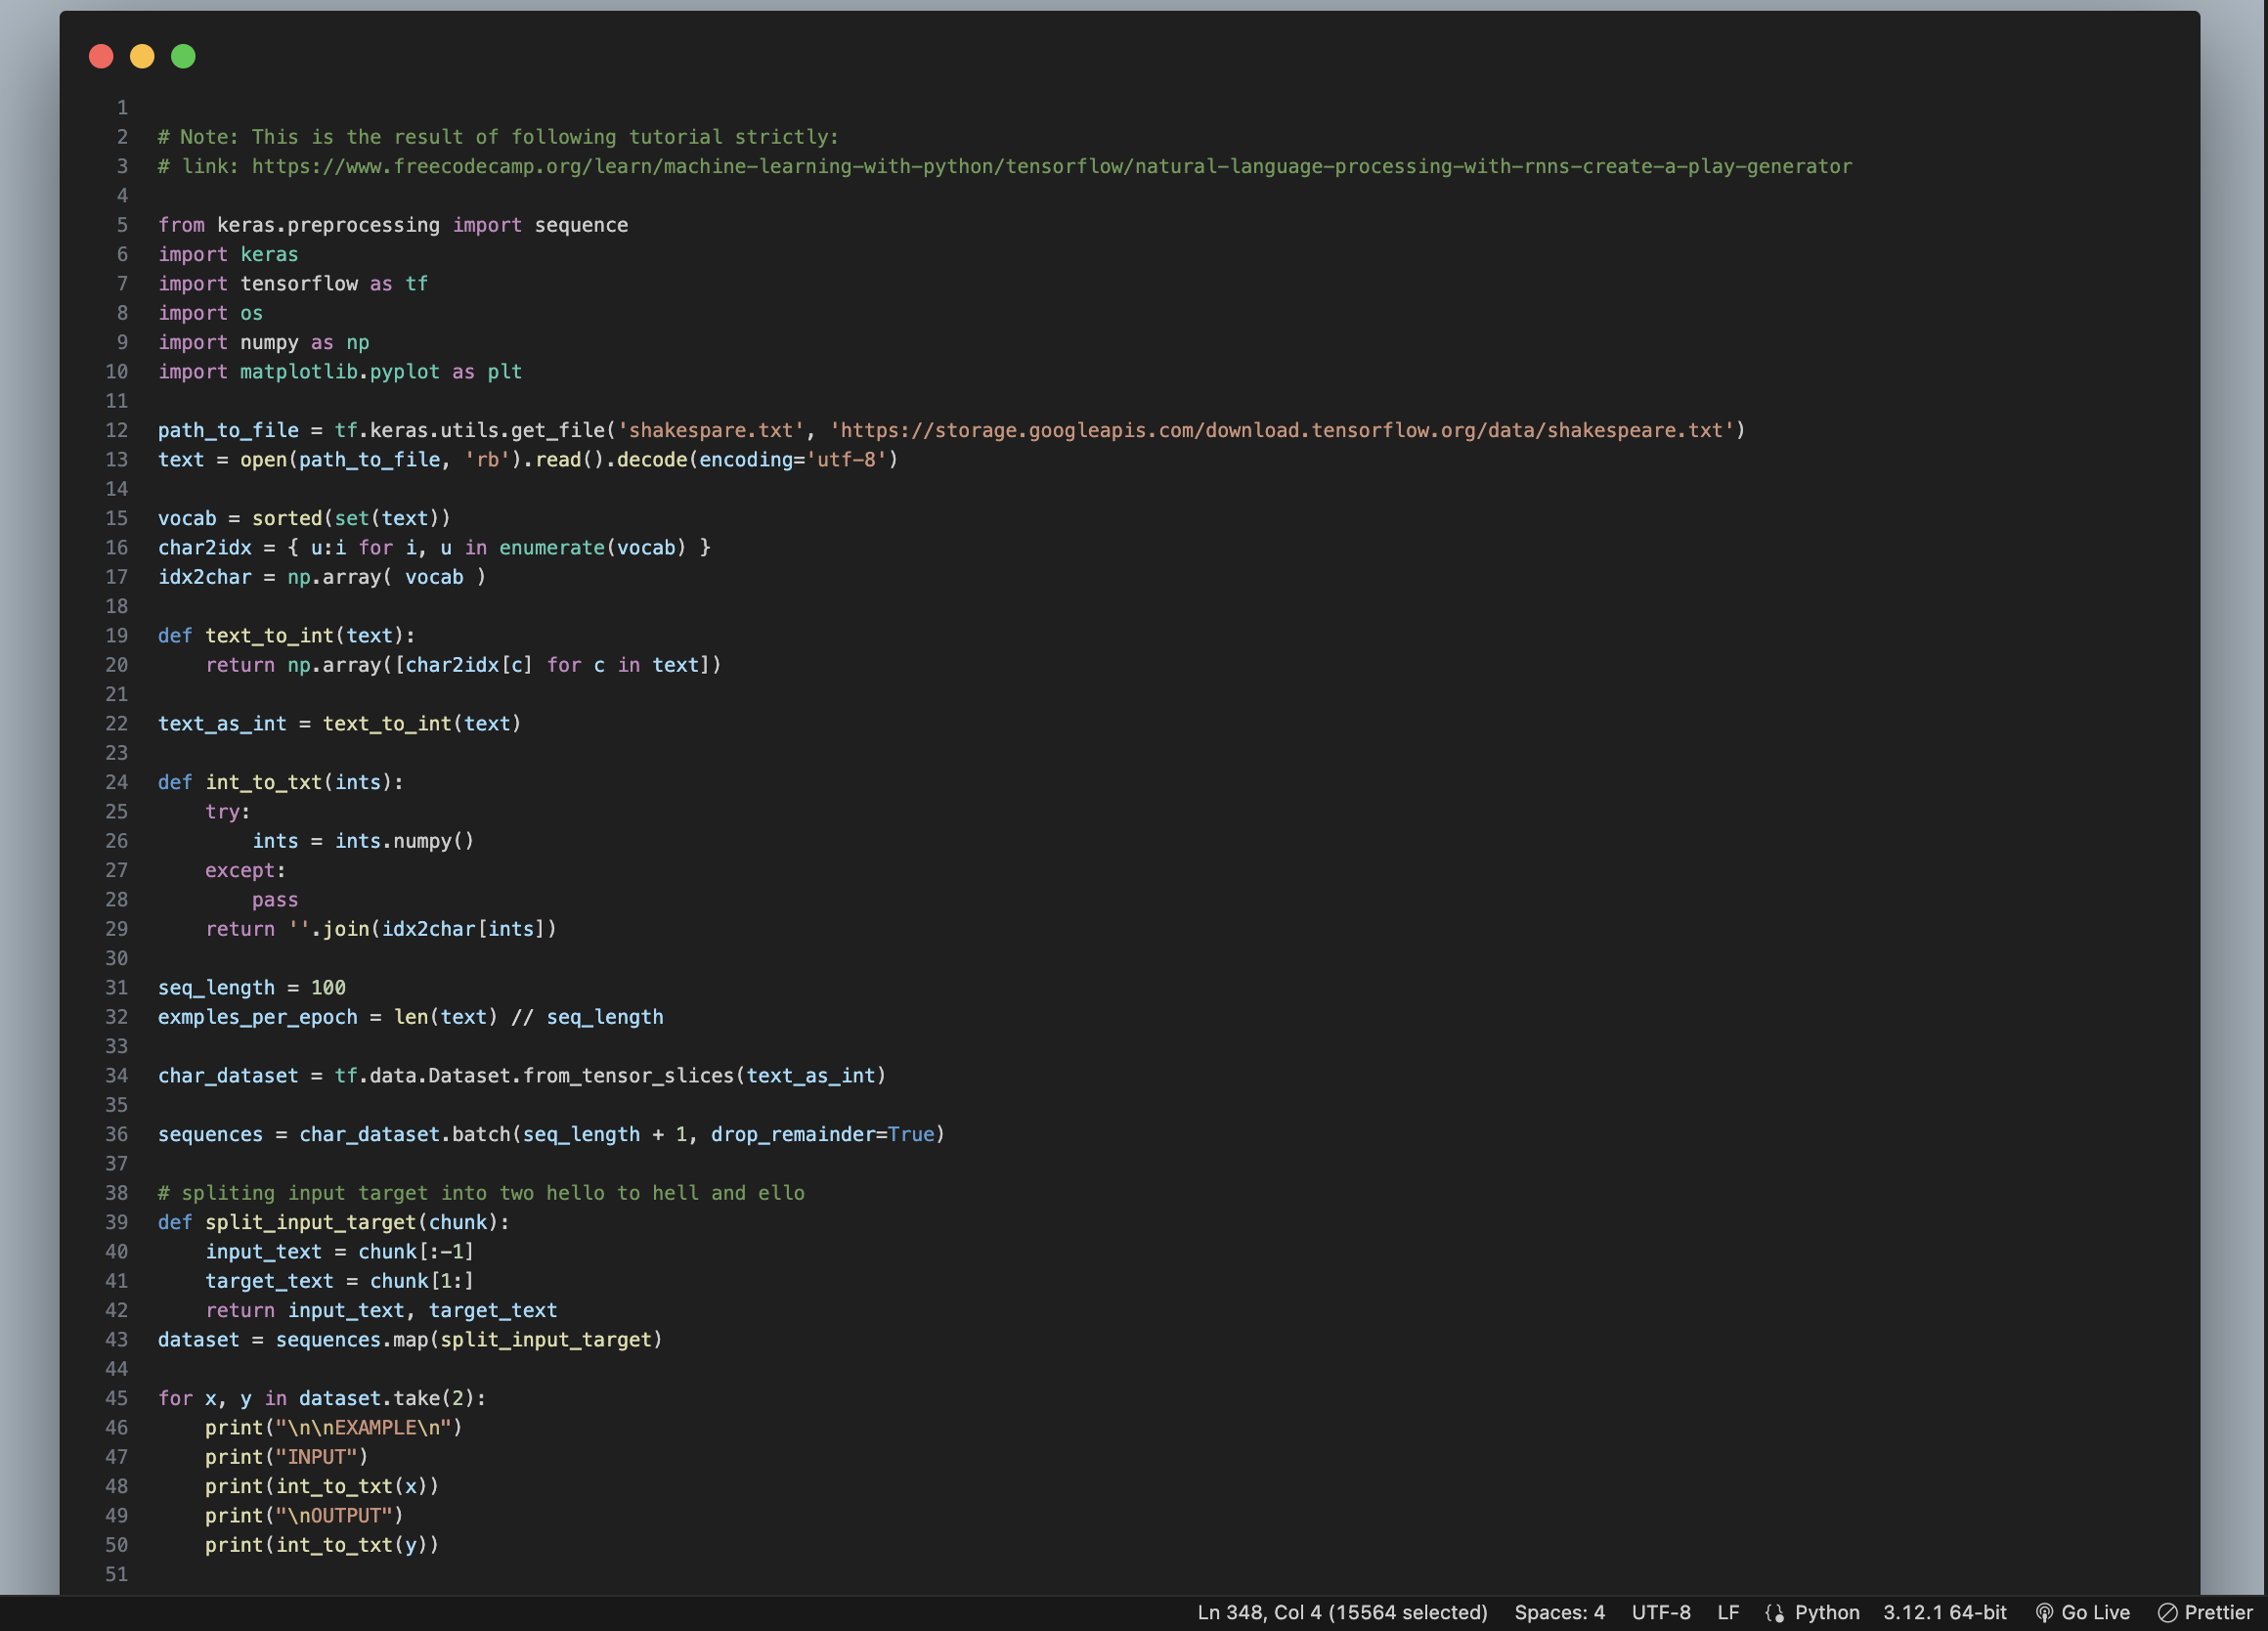 1
2 # Note: This is the result of following tutorial strictly:
3 # link: https://www.freecodecamp.org/learn/machine-learning-with-python/tensorflow/natural-language-processing-with-rnns-create-a-play-generator
4
5 from keras.preprocessing import sequence
6 import keras
7 import tensorflow as tf
8 import os
9 import numpy as np
10 import matplotlib.pyplot as plt
11
12 path_to_file = tf.keras.utils.get_file('shakespare.txt', 'https://storage.googleapis.com/download.tensorflow.org/data/shakespeare.txt')
13 text = open(path_to_file, 'rb').read().decode(encoding='utf-8')
14
15 vocab = sorted(set(text))
16 char2idx = { u:i for i, u in enumerate(vocab) }
17 idx2char = np.array( vocab )
18
19 def text_to_int(text):
20     return np.array([char2idx[c] for c in text])
21
22 text_as_int = text_to_int(text)
23
24 def int_to_txt(ints):
25     try:
26         ints = ints.numpy()
27     except:
28         pass
29     return ''.join(idx2char[ints])
30
31 seq_length = 100
32 exmples_per_epoch = len(text) // seq_length
33
34 char_dataset = tf.data.Dataset.from_tensor_slices(text_as_int)
35
36 sequences = char_dataset.batch(seq_length + 1, drop_remainder=True)
37
38 # spliting input target into two hello to hell and ello
39 def split_input_target(chunk):
40     input_text = chunk[:-1]
41     target_text = chunk[1:]
42     return input_text, target_text
43 dataset = sequences.map(split_input_target)
44
45 for x, y in dataset.take(2):
46     print("\n\nEXAMPLE\n")
47     print("INPUT")
48     print(int_to_txt(x))
49     print("\nOUTPUT")
50     print(int_to_txt(y))
51
Ln 348, Col 4 (15564 selected) Spaces: 4 UTF-8 LF Python 3.12.1 64-bit Go Live Prettier